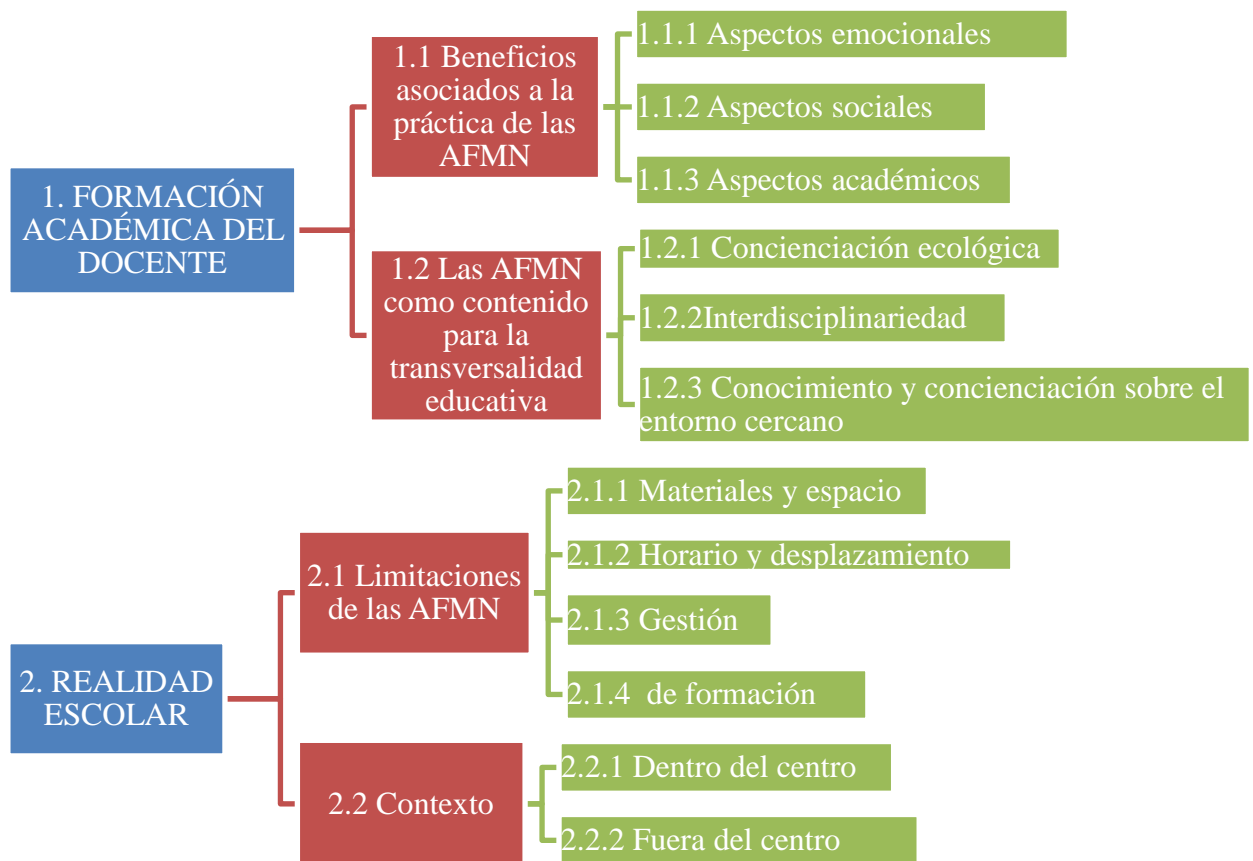 1. FORMACIÓN
ACADÉMICA DEL
DOCENTE
1.1 Beneficios
asociados a la
práctica de las
AFMN
1.1.1 Aspectos emocionales
1.1.2 Aspectos sociales
1.1.3 Aspectos académicos
1.2 Las AFMN
como contenido
para la
transversalidad
educativa
1.2.1 Concienciación ecológica
1.2.2Interdisciplinariedad
1.2.3 Conocimiento y concienciación sobre el
entorno cercano
2. REALIDAD
ESCOLAR
2.1 Limitaciones
de las AFMN
2.1.1 Materiales y espacio
2.1.2 Horario y desplazamiento
2.1.3 Gestión
2.1.4 de formación
2.2 Contexto
2.2.1 Dentro del centro
2.2.2 Fuera del centro